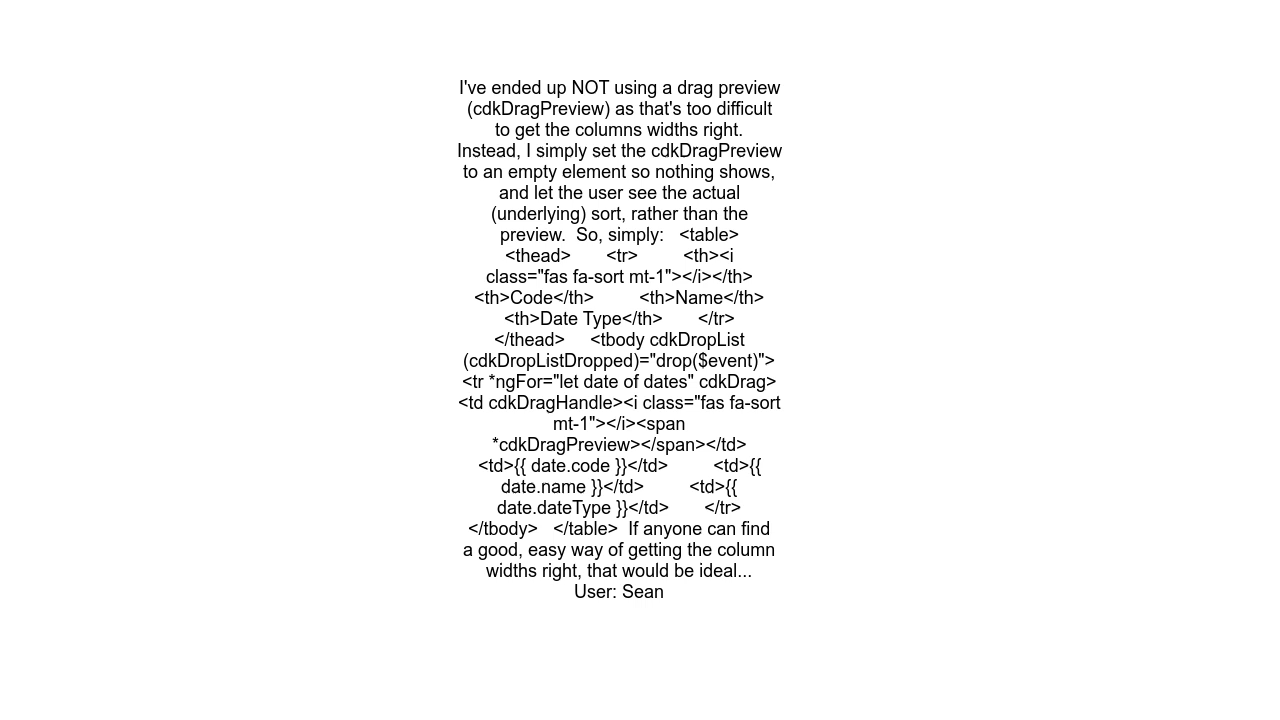 I've ended up NOT using a drag preview
(cdkDragPreview) as that's too difficult
to get the columns widths right.
Instead, I simply set the cdkDragPreview
to an empty element so nothing shows,
and let the user see the actual
(underlying) sort, rather than the
preview.  So, simply:   <table>
<thead>       <tr>         <th><i
class="fas fa-sort mt-1"></i></th>
<th>Code</th>         <th>Name</th>
<th>Date Type</th>       </tr>
</thead>     <tbody cdkDropList
(cdkDropListDropped)="drop($event)">
<tr *ngFor="let date of dates" cdkDrag>
<td cdkDragHandle><i class="fas fa-sort
mt-1"></i><span
*cdkDragPreview></span></td>
<td>{{ date.code }}</td>         <td>{{
date.name }}</td>         <td>{{
date.dateType }}</td>       </tr>
</tbody>   </table>  If anyone can find
a good, easy way of getting the column
widths right, that would be ideal...
User: Sean